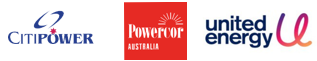 CITIPOWER
Powercor
AUSTRALIA
united
energy